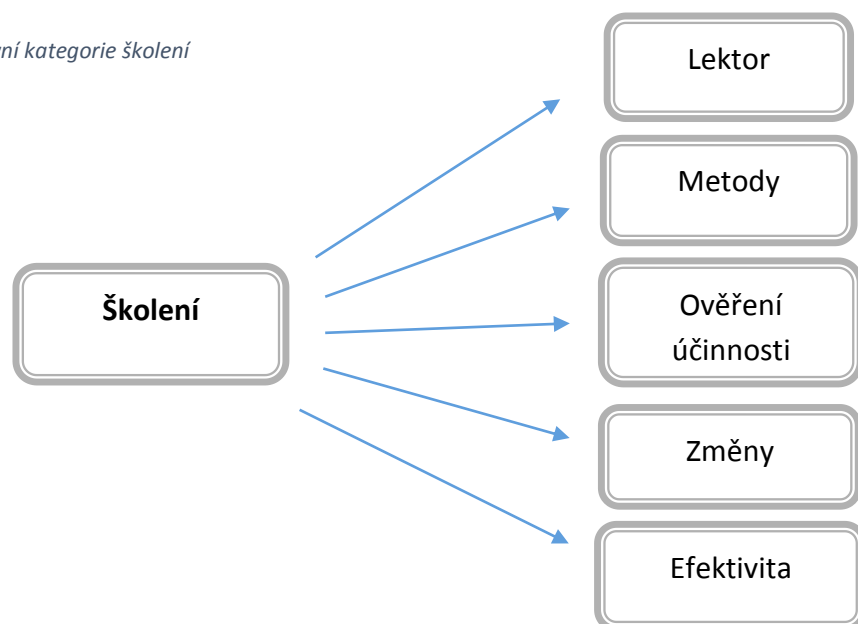 ní kategorie školení
Lektor
Metody
Školení
Ověření
účinnosti
Změny
Efektivita